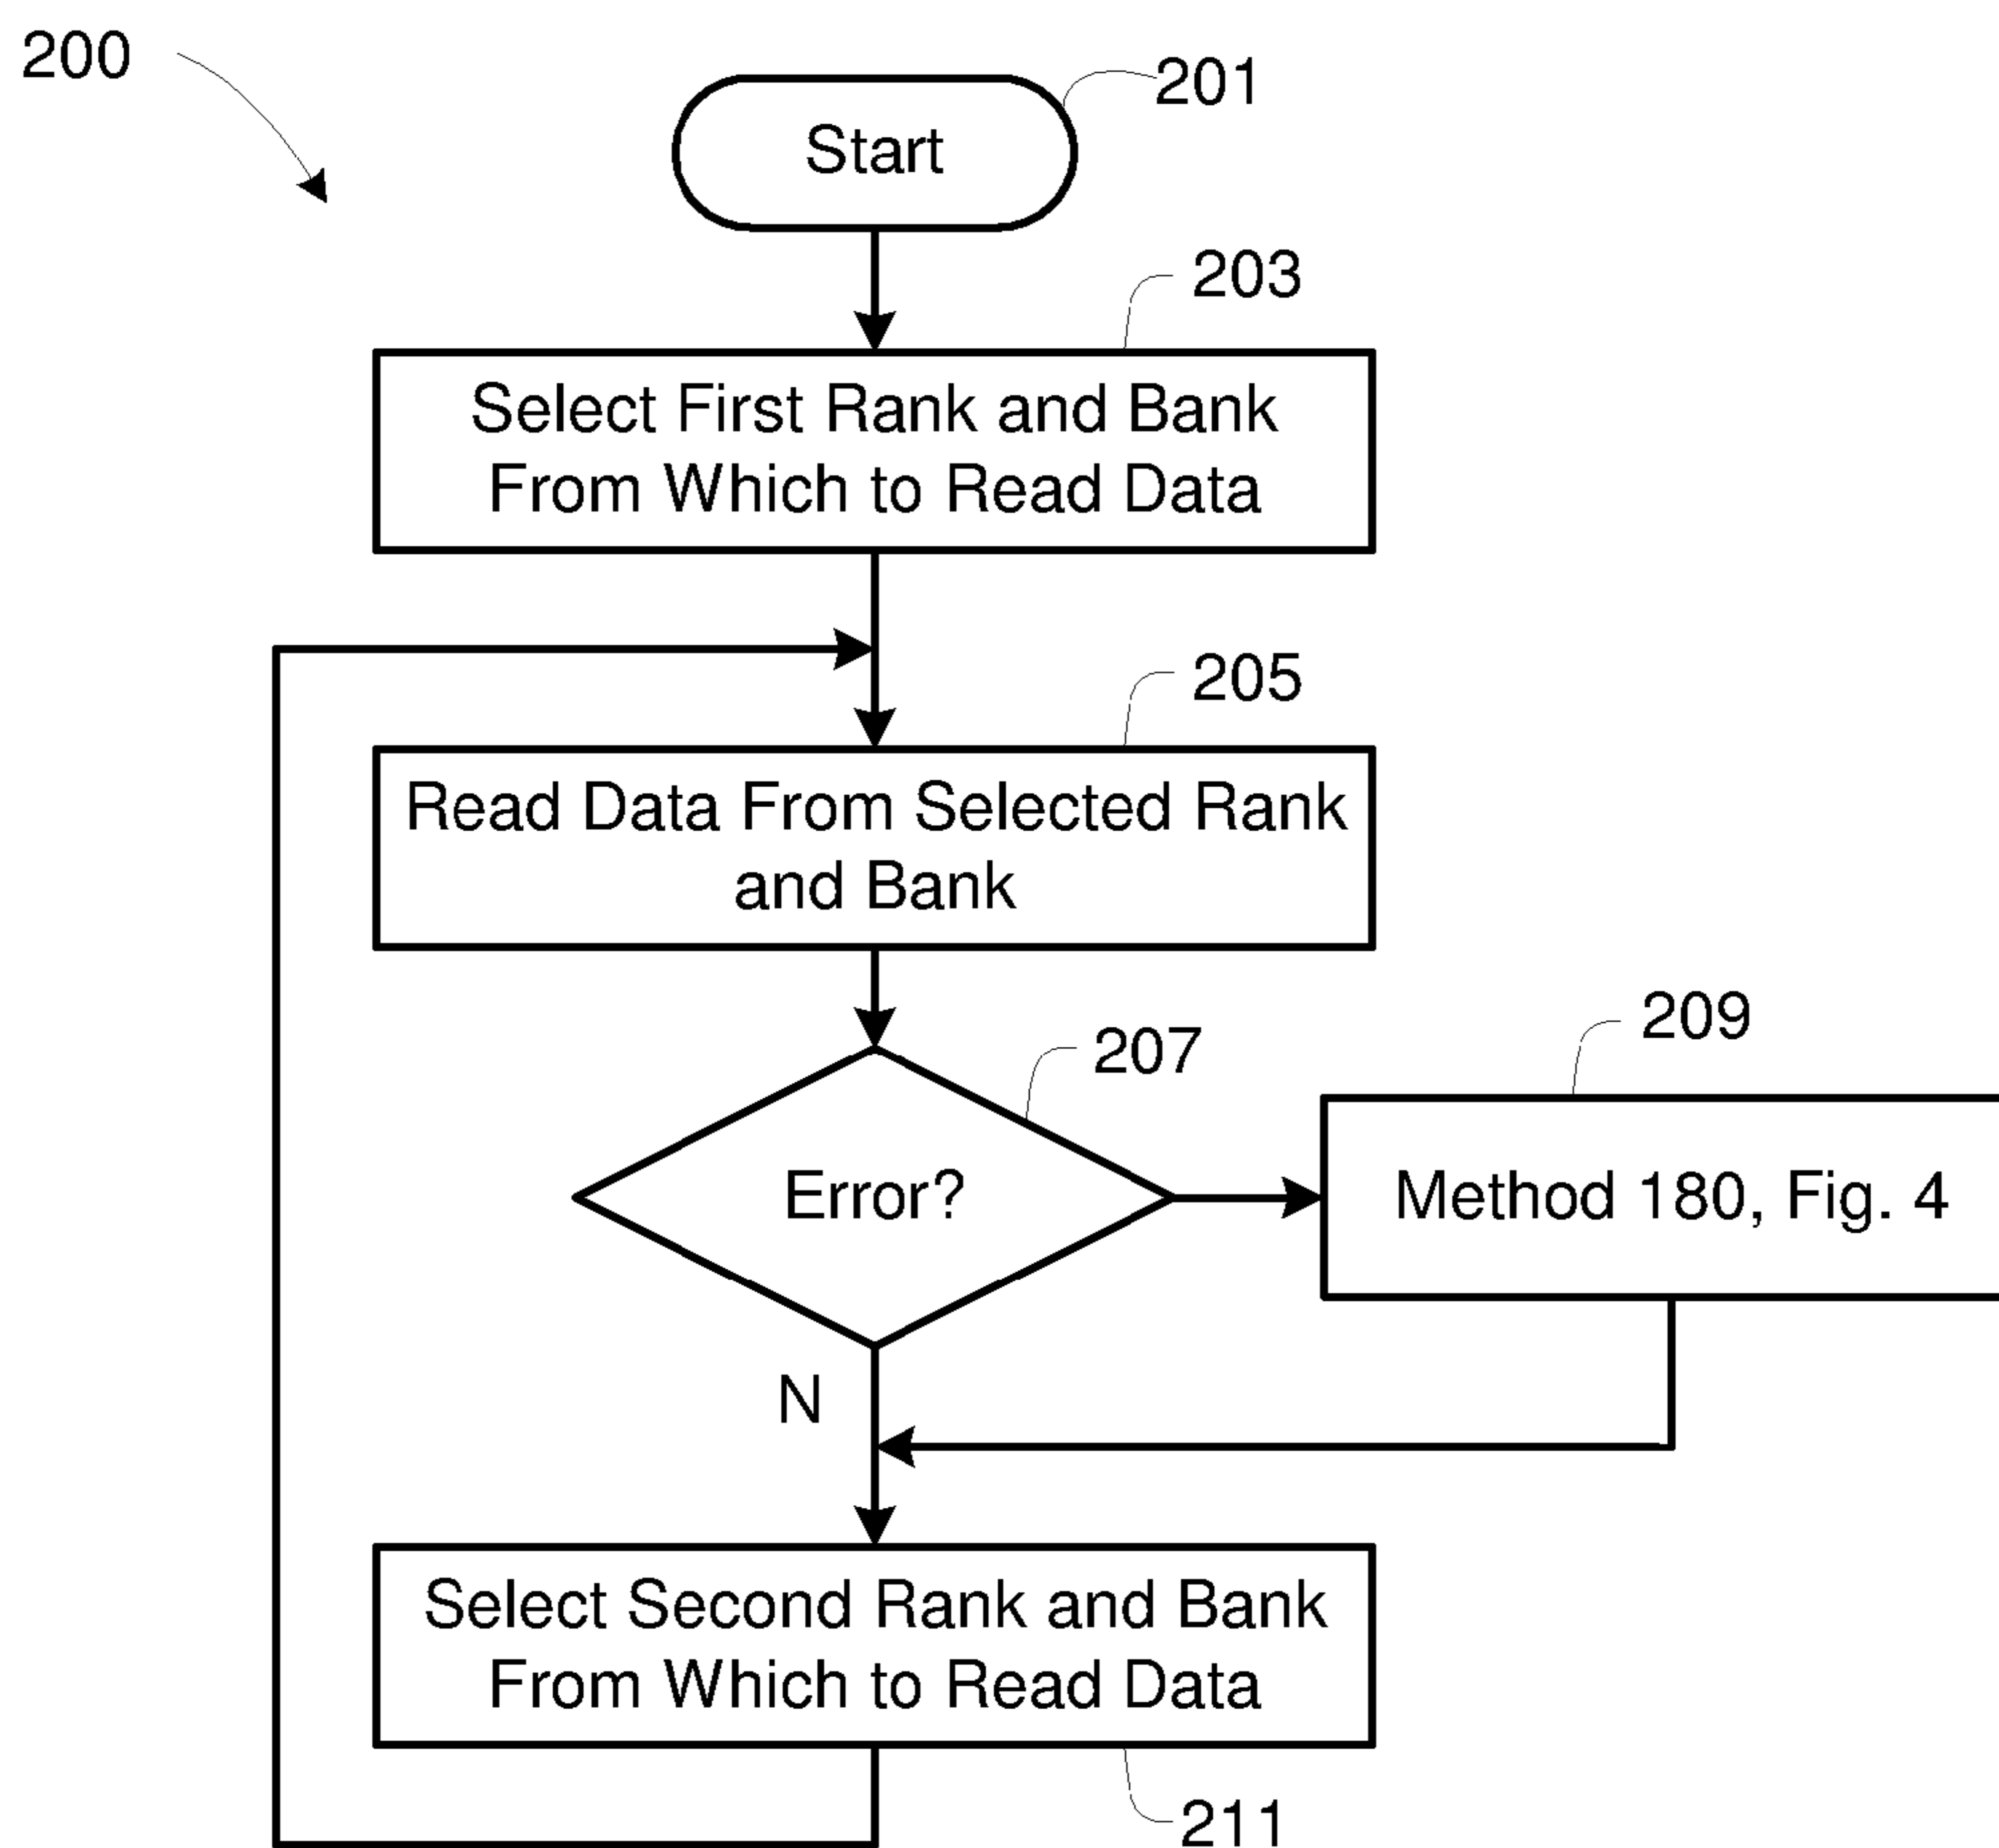 200
201
Start
203
Select First Rank and Bank
From Which to Read Data
205
Read Data From Selected Rank
and Bank
207
209
Error?
Method 180, Fig. 4
N
Select Second Rank and Bank
From Which to Read Data
211